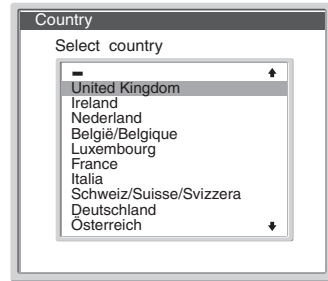 Country
Select country
-
United Kingdom
Ireland
Nederland
België/Belgique
Luxembourg
France
Italia
Schweiz/Suisse/Svizzera
Deutschland
Österreich